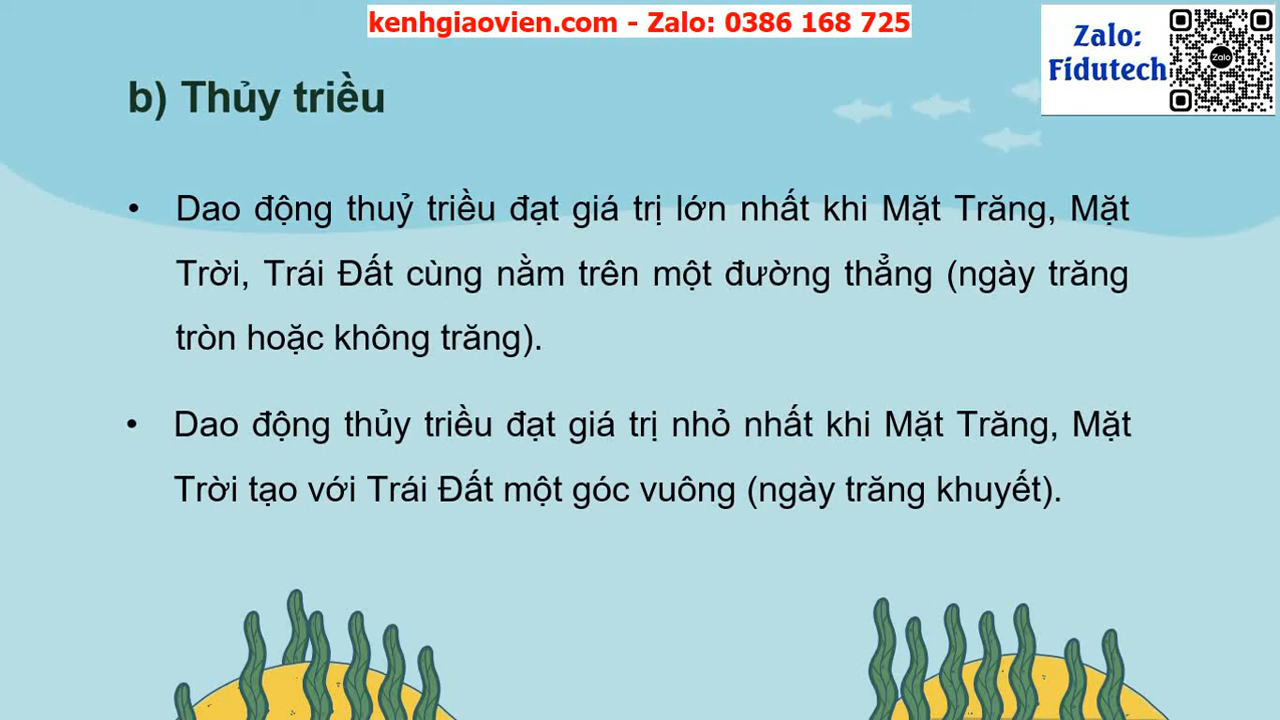 kenhgiaovien.com - Zalo: 0386 168 725
Zalo:
Fidutech
Zalo
b) Thủy triều
• Dao động thuỷ triều đạt giá trị lớn nhất khi Mặt Trăng, Mặt
Trời, Trái Đất cùng nằm trên một đường thẳng (ngày trăng
tròn hoặc không trăng).
• Dao động thủy triều đạt giá trị nhỏ nhất khi Mặt Trăng, Mặt
Trời tạo với Trái Đất một góc vuông (ngày trăng khuyết).